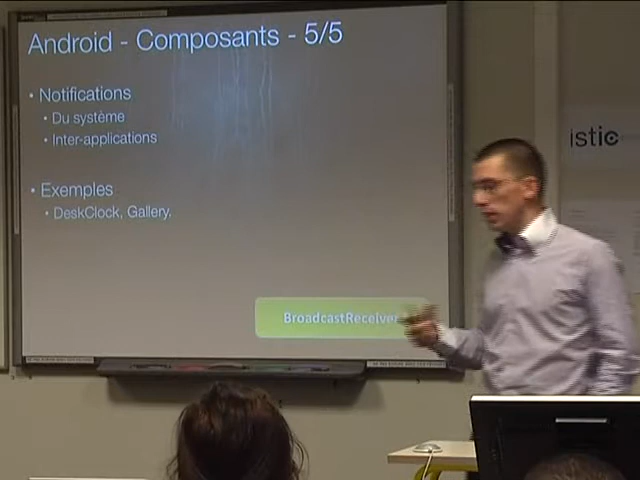 Android - Composants - 5/5
• Notifications
• Du système
• Inter-applications
• Exemples
• DeskClock, Gallery.
BroadcastReceiver
istic